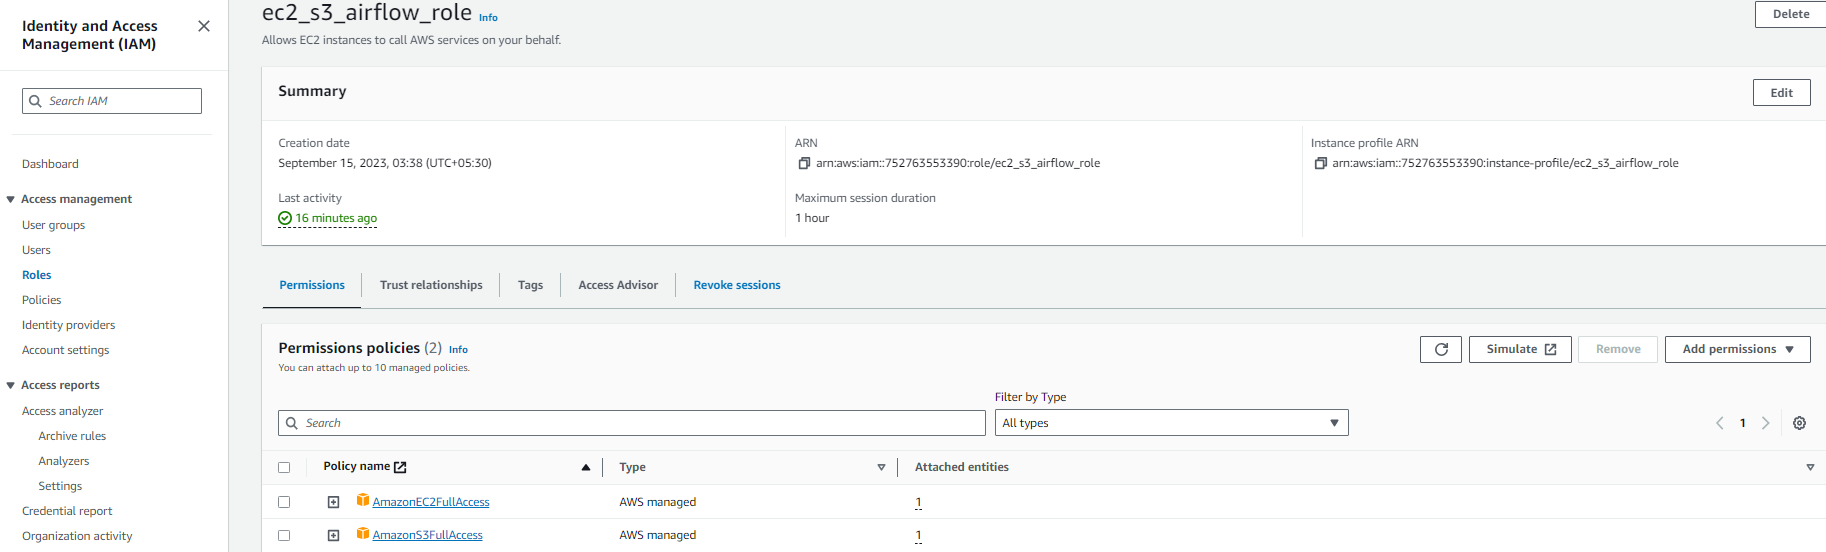 Identity and Access
Management (IAM)
Search IAM
Dashboard
Access management
User groups
Users
Roles
Policies
Identity providers
Account settings
Access reports
Access analyzer
Archive rules
Analyzers
Settings
Credential report
Organization activity
ec2_s3_airflow_role Info
Delete
Allows EC2 instances to call AWS services on your behalf.
Summary
Edit
Creation date
September 15, 2023, 03:38 (UTC+05:30)
ARN
arn:aws:iam::752763553390:role/ec2_s3_airflow_role
Instance profile ARN
arn:aws:iam::752763553390:instance-profile/ec2_s3_airflow_role
Last activity
16 minutes ago
Maximum session duration
1 hour
Permissions Trust relationships Tags Access Advisor Revoke sessions
Permissions policies (2) Info
You can attach up to 10 managed policies.
Simulate Remove Add permissions
Filter by Type
Search
All types
1
Policy name Type Attached entities
AmazonEC2FullAccess AWS managed 1
AmazonS3FullAccess AWS managed 1